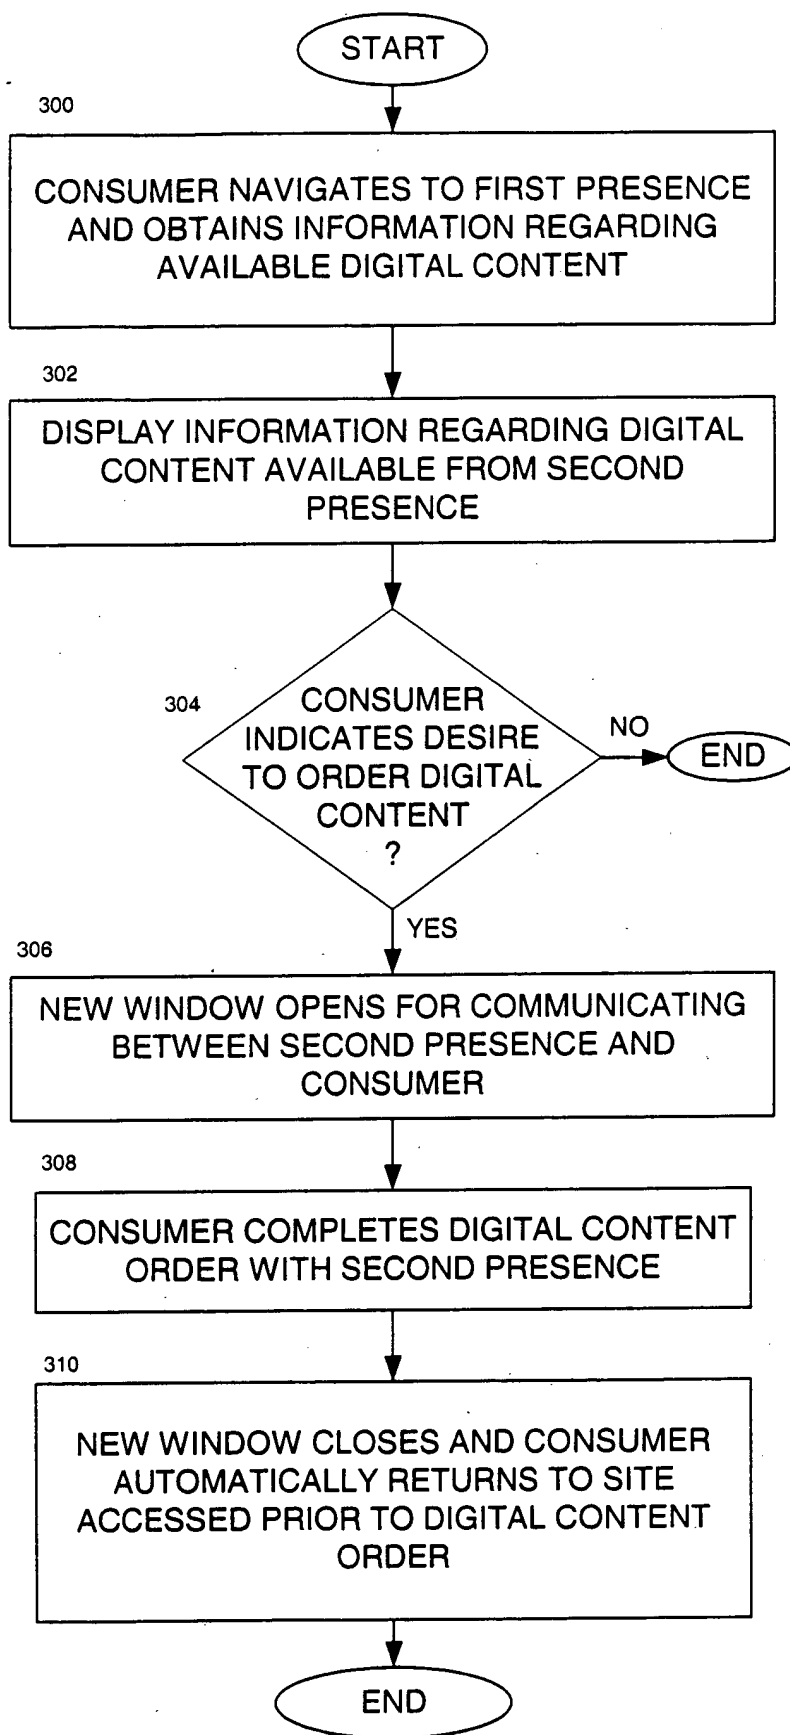 START
300
CONSUMER NAVIGATES TO FIRST PRESENCE
AND OBTAINS INFORMATION REGARDING
AVAILABLE DIGITAL CONTENT
302
DISPLAY INFORMATION REGARDING DIGITAL
CONTENT AVAILABLE FROM SECOND
PRESENCE
304
CONSUMER
INDICATES DESIRE
TO ORDER DIGITAL
CONTENT
?
NO
END
YES
306
NEW WINDOW OPENS FOR COMMUNICATING
BETWEEN SECOND PRESENCE AND
CONSUMER
308
CONSUMER COMPLETES DIGITAL CONTENT
ORDER WITH SECOND PRESENCE
310
NEW WINDOW CLOSES AND CONSUMER
AUTOMATICALLY RETURNS TO SITE
ACCESSED PRIOR TO DIGITAL CONTENT
ORDER
END